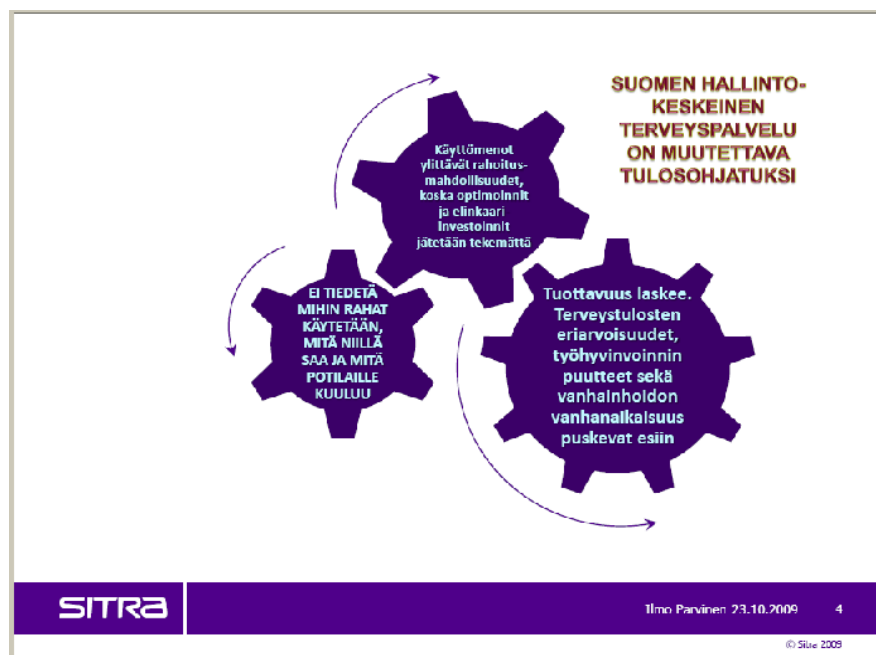 SUOMEN HALLINTO-
KESKEINEN
TERVEYSPALVELU
ON MUUTETTAVA
TULOSOHJATUKSI
Käyttömenot
ylittävät rahoitus-
mahdollisuudet,
koska optimoinnit
ja elinkaari
investoinnit
jätetään tekemättä
EI TIEDETÄ
MIHIN RAHAT
KÄYTETÄÄN,
MITÄ NIILLÄ
SAA JA MITÄ
POTILAILLE
KUULUU
Tuottavuus laskee.
Terveystulosten
eriarvoisuudet,
työhyvinvoinnin
puutteet sekä
vanhainhoidon
vanhanaikaisuus
puskevat esiin
SITRA
Ilmo Parvinen 23.10.2009 4
© Sitra 2009